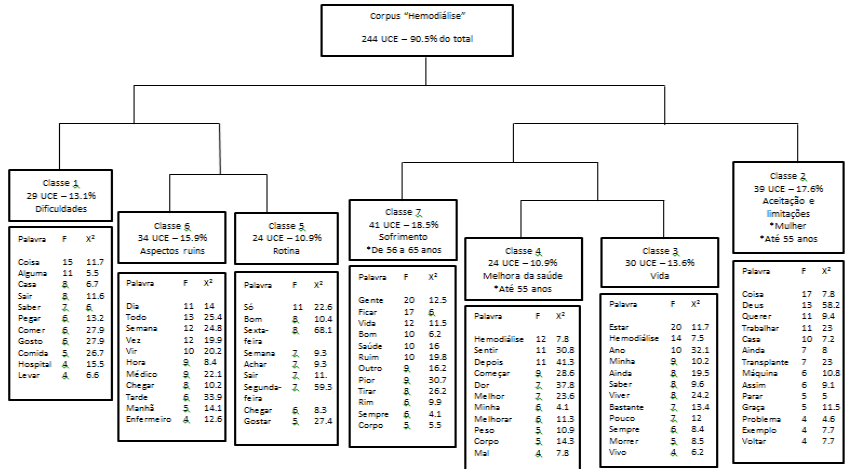 Corpus “Hemodiálise”
244 UCE – 90.5% do total
Classe 1
29 UCE – 13.1%
Dificuldades
Palavra F X²
Coisa 15 11.7
Alguma 11 5.5
Casa 8 6.7
Sair 8 11.6
Saber 7 6
Pegar 6 13.2
Comer 6 27.9
Gosto 6 27.9
Comida 5 26.7
Hospital 4 15.5
Levar 4 6.6
Classe 6
34 UCE – 15.9%
Aspectos ruins
Palavra F X²
Dia 11 14
Todo 13 25.4
Semana 12 24.8
Vez 12 19.9
Vir 10 20.2
Hora 9 8.4
Médico 9 22.1
Chegar 8 10.2
Tarde 6 33.9
Manhã 5 14.1
Enfermeiro 4 12.6
Classe 5
24 UCE – 10.9%
Rotina
Palavra F X²
Só 11 22.6
Bom 8 10.4
Sexta- 8 68.1
feira
Semana 7 9.3
Achar 7 9.3
Sair 7 11.
Segunda- 7 59.3
feira
Chegar 6 8.3
Gostar 5 27.4
Classe 7
41 UCE – 18.5%
Sofrimento
*De 56 a 65 anos
Palavra F X²
Gente 20 12.5
Ficar 17 6
Vida 12 11.5
Bom 10 6.2
Saúde 10 16
Ruim 10 19.8
Outro 9 16.2
Pior 9 30.7
Tirar 8 26.2
Rim 6 9.9
Sempre 6 4.1
Corpo 5 5.5
Classe 4
24 UCE – 10.9%
Melhora da saúde
*Até 55 anos
Palavra F X²
Hemodiálise 12 7.8
Sentir 11 30.8
Depois 11 41.3
Começar 9 28.6
Dor 7 37.8
Melhor 7 23.6
Minha 6 4.1
Melhorar 6 11.3
Peso 5 10.9
Corpo 5 14.3
Mal 4 7.8
Classe 3
30 UCE – 13.6%
Vida
Palavra F X²
Estar 20 11.7
Hemodiálise 14 7.5
Ano 10 32.1
Minha 9 10.2
Ainda 8 19.5
Saber 8 9.6
Viver 8 24.2
Bastante 7 13.4
Pouco 7 12
Sempre 6 8.4
Morrer 5 8.5
Vivo 4 6.2
Classe 2
39 UCE – 17.6%
Aceitação e
limitações
*Mulher
*Até 55 anos
Palavra F X²
Coisa 17 7.8
Deus 13 58.2
Querer 11 9.4
Trabalhar 11 23
Casa 10 7.2
Ainda 7 8
Transplante 7 23
Máquina 6 10.8
Assim 6 9.1
Parar 5 5
Graça 5 11.5
Problema 4 4.6
Exemplo 4 7.7
Voltar 4 7.7